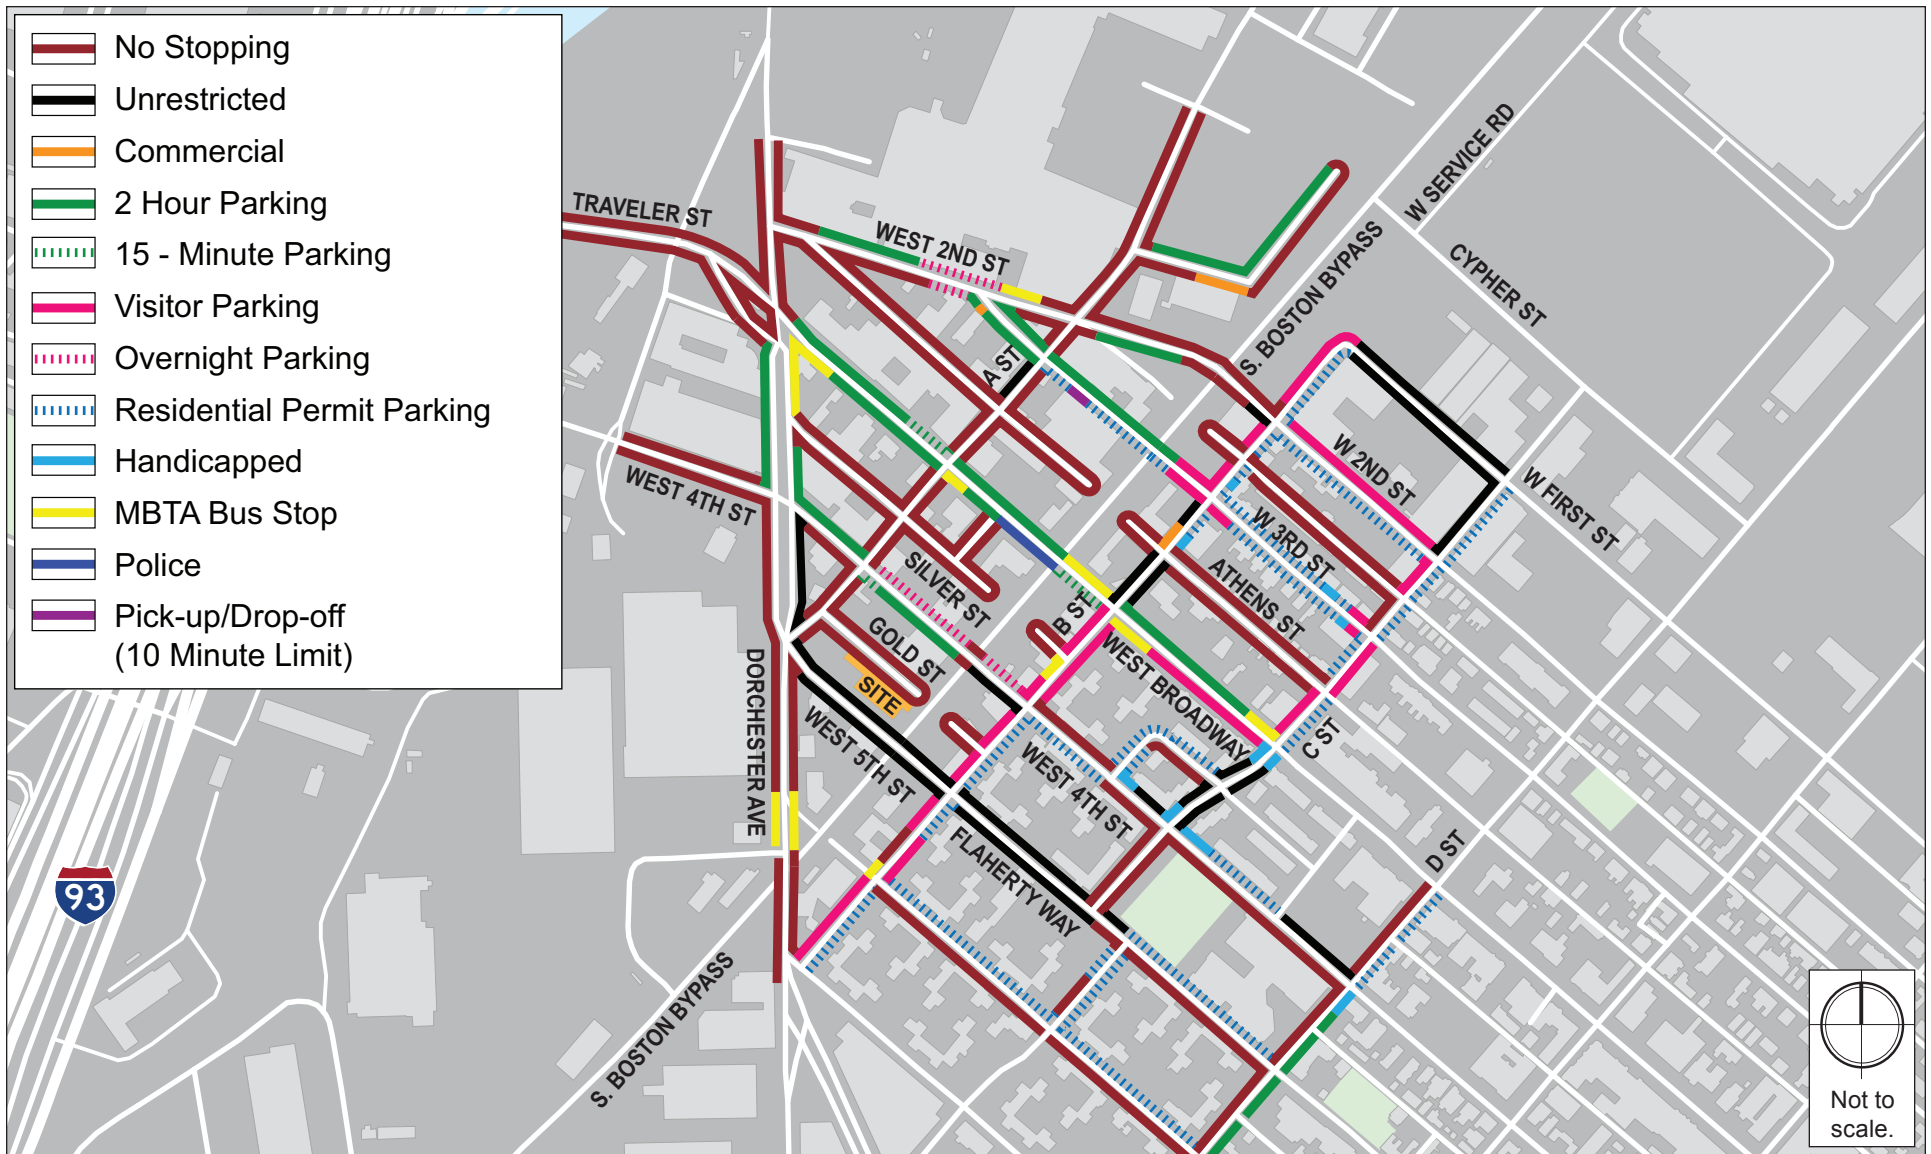 No Stopping
Unrestricted
Commercial
2 Hour Parking
15 - Minute Parking
Visitor Parking
Overnight Parking
Residential Permit Parking
Handicapped
MBTA Bus Stop
Police
Pick-up/Drop-off
(10 Minute Limit)
TRAVELER ST
WEST 2ND ST
W SERVICE RD
S. BOSTON BYPASS
CYPHER ST
A ST
W 2ND ST
W FIRST ST
WEST 4TH ST
W 3RD ST
SILVER ST
ATHENS ST
B ST
GOLD ST
SITE
WEST BROADWAY
C ST
DORCHESTER AVE
WEST 5TH ST
WEST 4TH ST
FLAHERTY WAY
D ST
93
S. BOSTON BYPASS
Not to
scale.